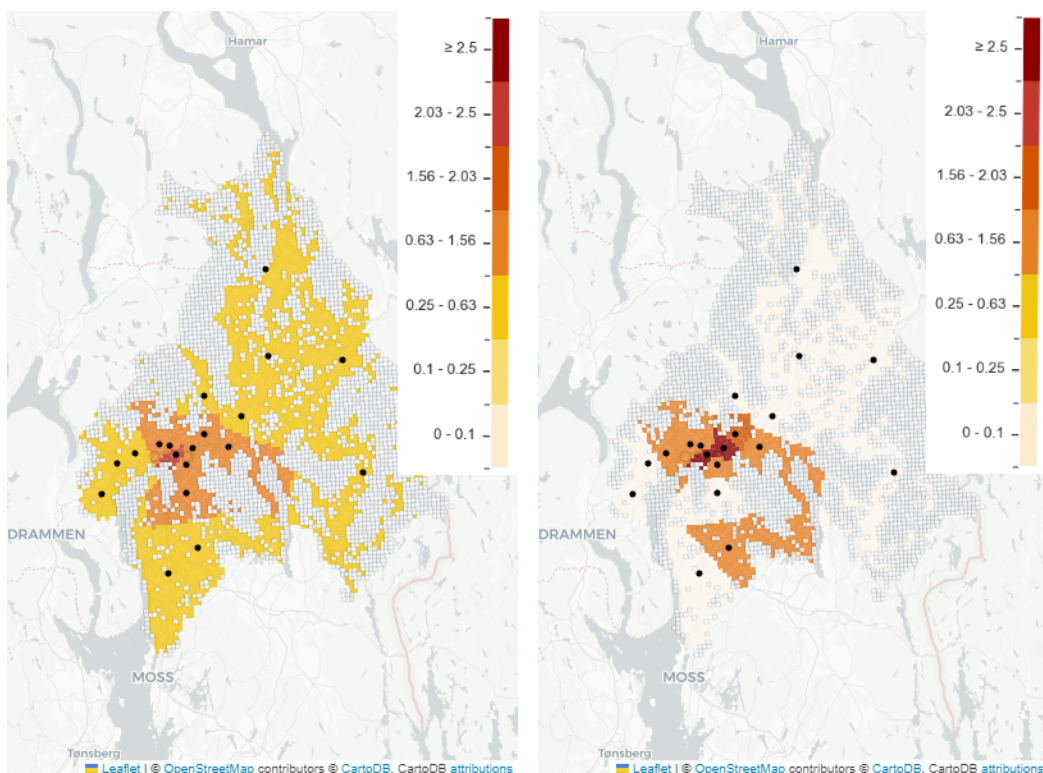 Hamar
≥ 2.5
2.03 - 2.5
1.56 - 2.03
0.63 - 1.56
0.25 - 0.63
0.1 - 0.25
0 - 0.1
DRAMMEN
MOSS
Tønsberg
Leaflet | © OpenStreetMap contributors © CartoDB, CartoDB attributions
Hamar
≥ 2.5
2.03 - 2.5
1.56 - 2.03
0.63 - 1.56
0.25 - 0.63
0.1 - 0.25
0 - 0.1
DRAMMEN
MOSS
Tønsberg
Leaflet | © OpenStreetMap contributors © CartoDB, CartoDB attributions